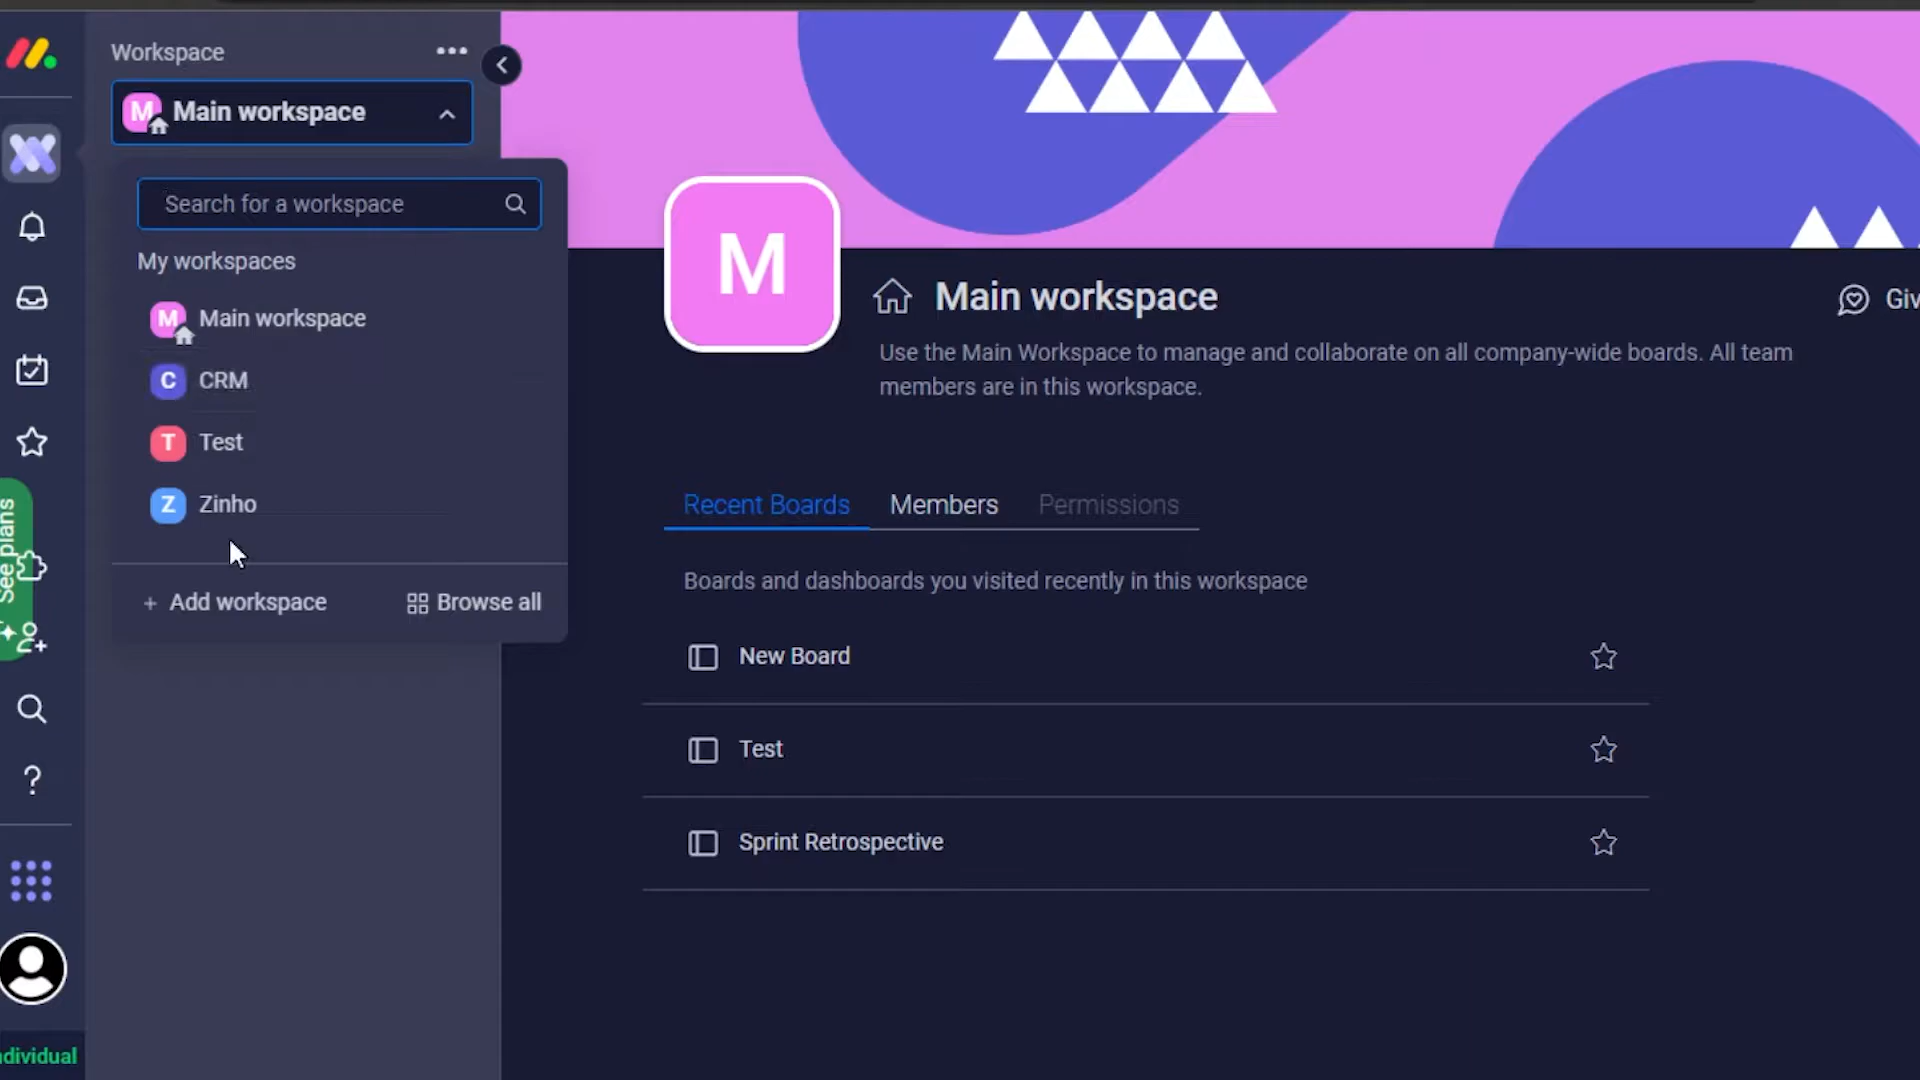 Workspace
M Main workspace
Search for a workspace
My workspaces
M Main workspace
C CRM
T Test
Z Zinho
+ Add workspace
Browse all
See plans
?
ndividual
M
Main workspace
Giv
Use the Main Workspace to manage and collaborate on all company-wide boards. All team
members are in this workspace.
Recent Boards
Members
Permissions
Boards and dashboards you visited recently in this workspace
New Board
Test
Sprint Retrospective